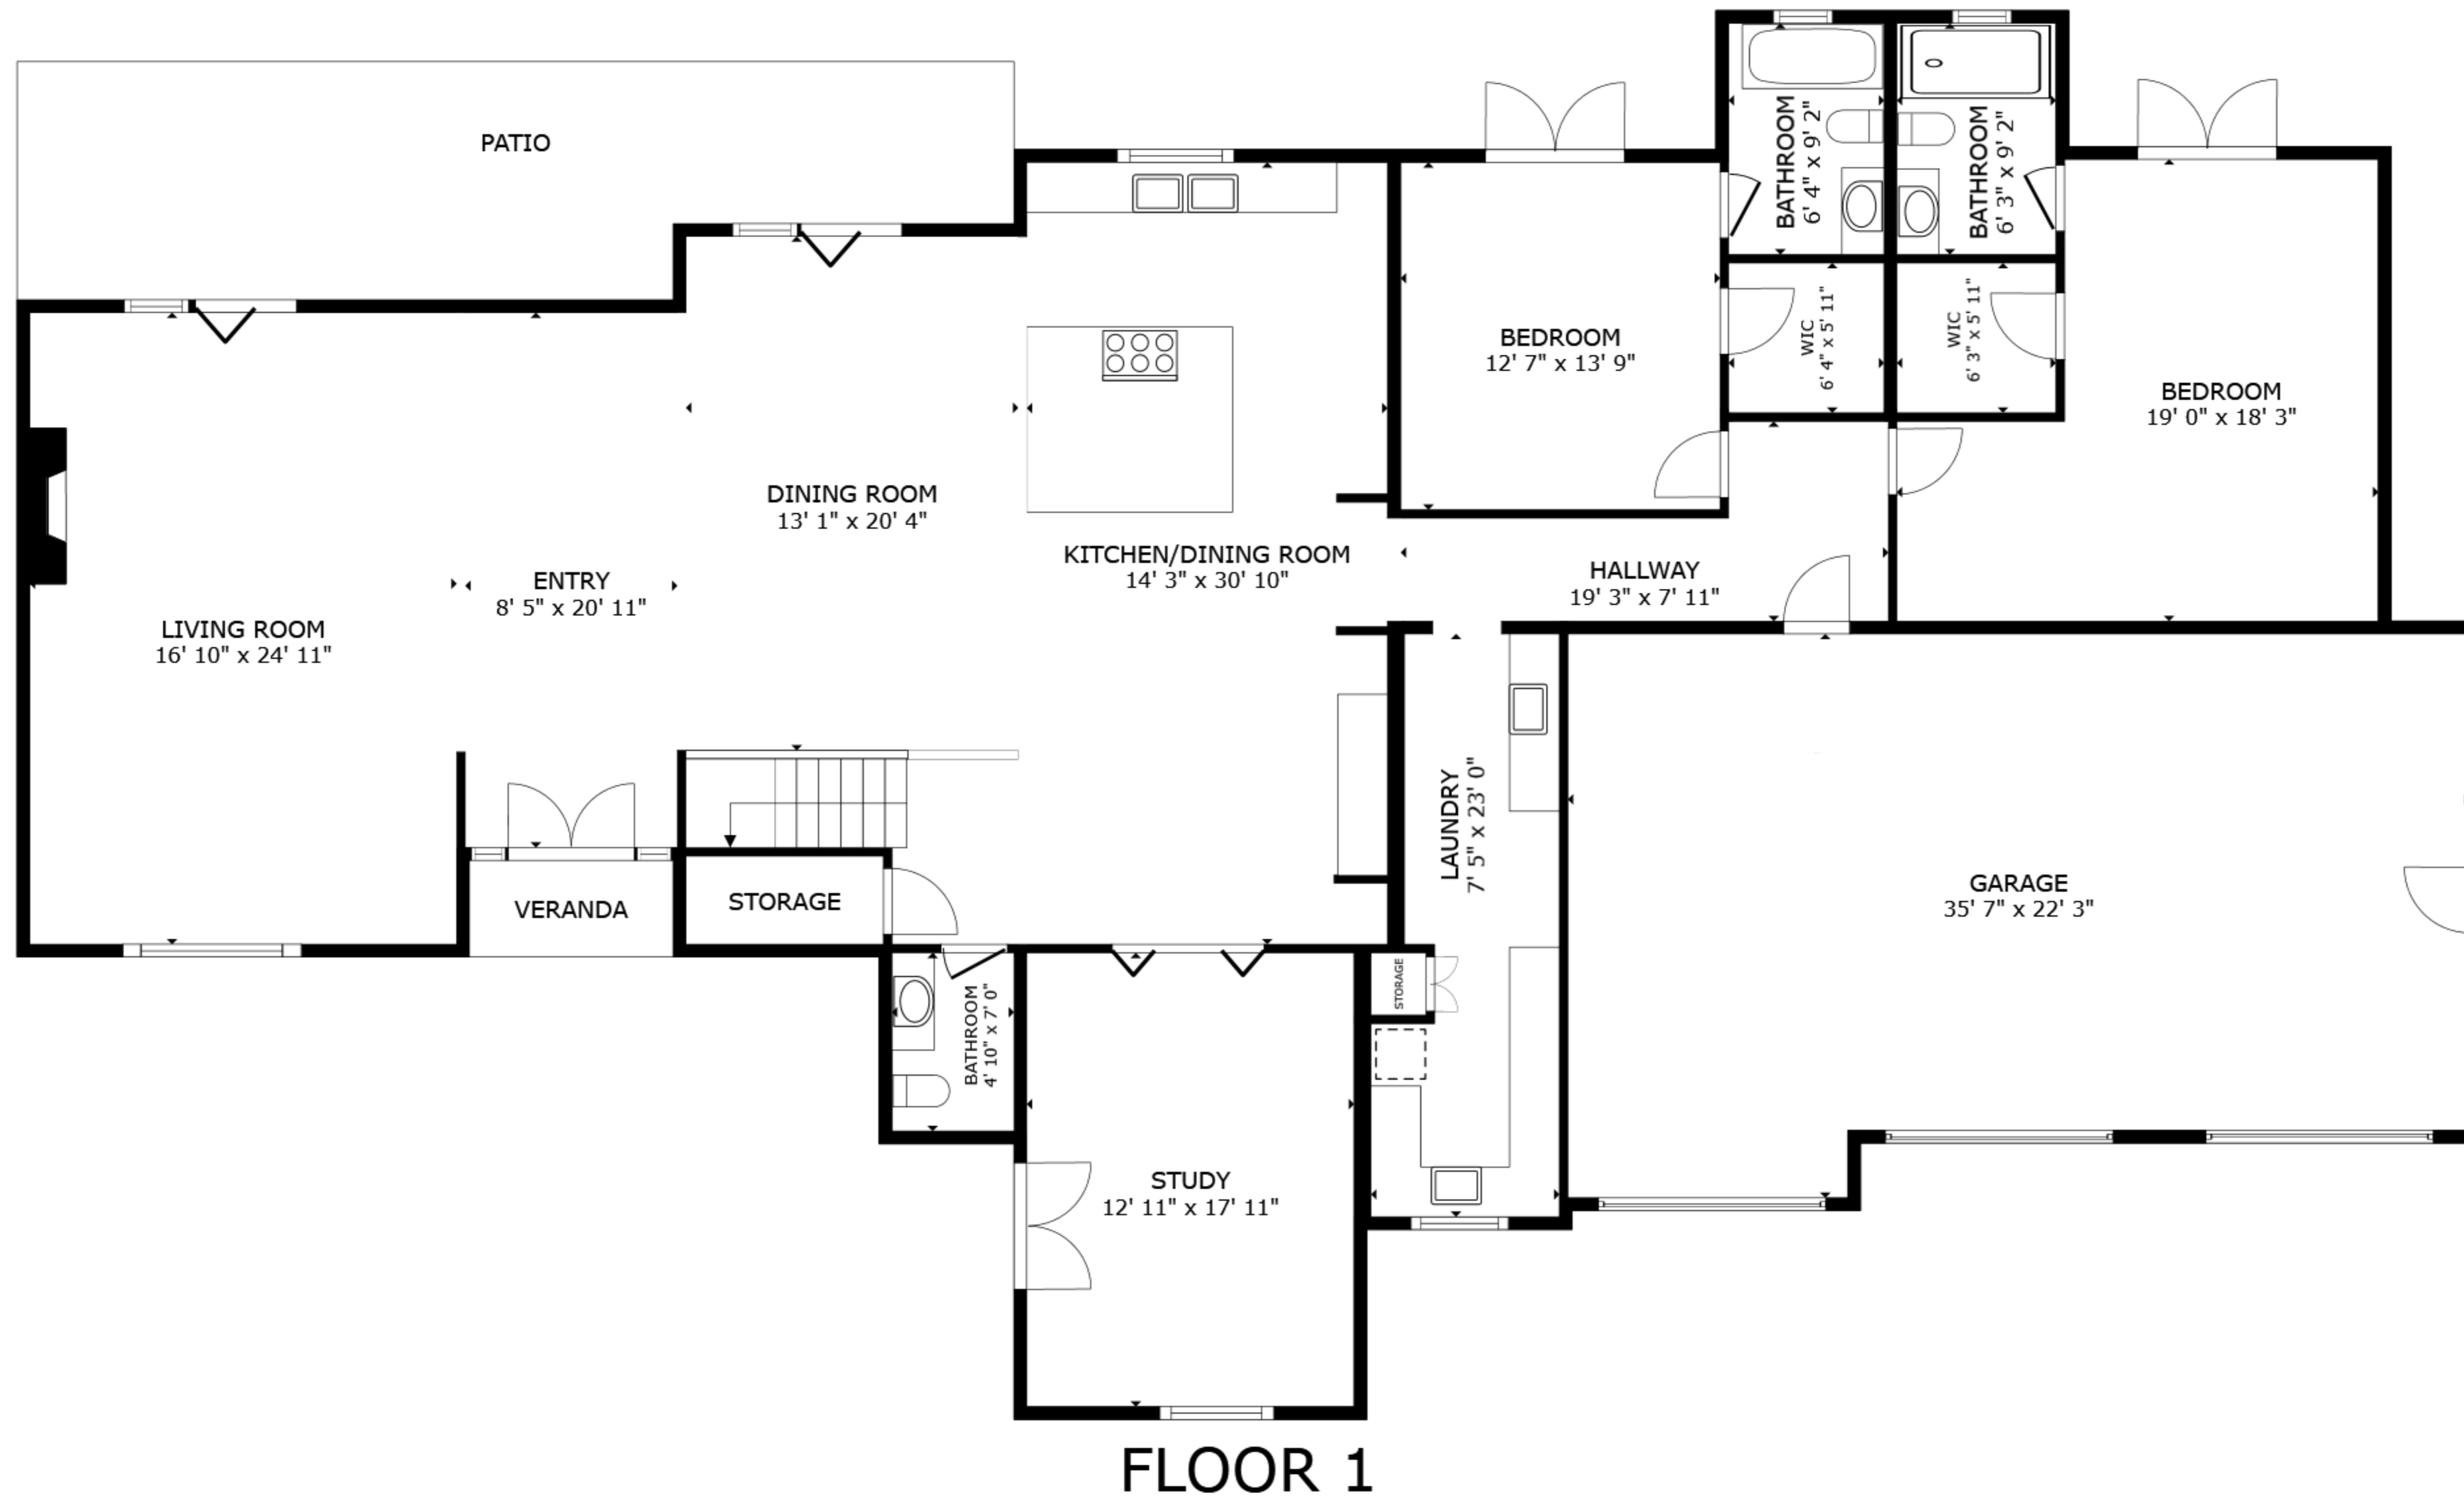 PATIO
BATHROOM
6' 4" x 9' 2"
BATHROOM
6' 3" x 9' 2"
BEDROOM
12' 7" x 13' 9"
WIC
6' 4" x 5' 11"
WIC
6' 3" x 5' 11"
BEDROOM
19' 0" x 18' 3"
DINING ROOM
13' 1" x 20' 4"
KITCHEN/DINING ROOM
14' 3" x 30' 10"
ENTRY
8' 5" x 20' 11"
HALLWAY
19' 3" x 7' 11"
LIVING ROOM
16' 10" x 24' 11"
LAUNDRY
7' 5" x 23' 0"
GARAGE
35' 7" x 22' 3"
VERANDA
STORAGE
STORAGE
BATHROOM
4' 10" x 7' 0"
STUDY
12' 11" x 17' 11"
FLOOR 1